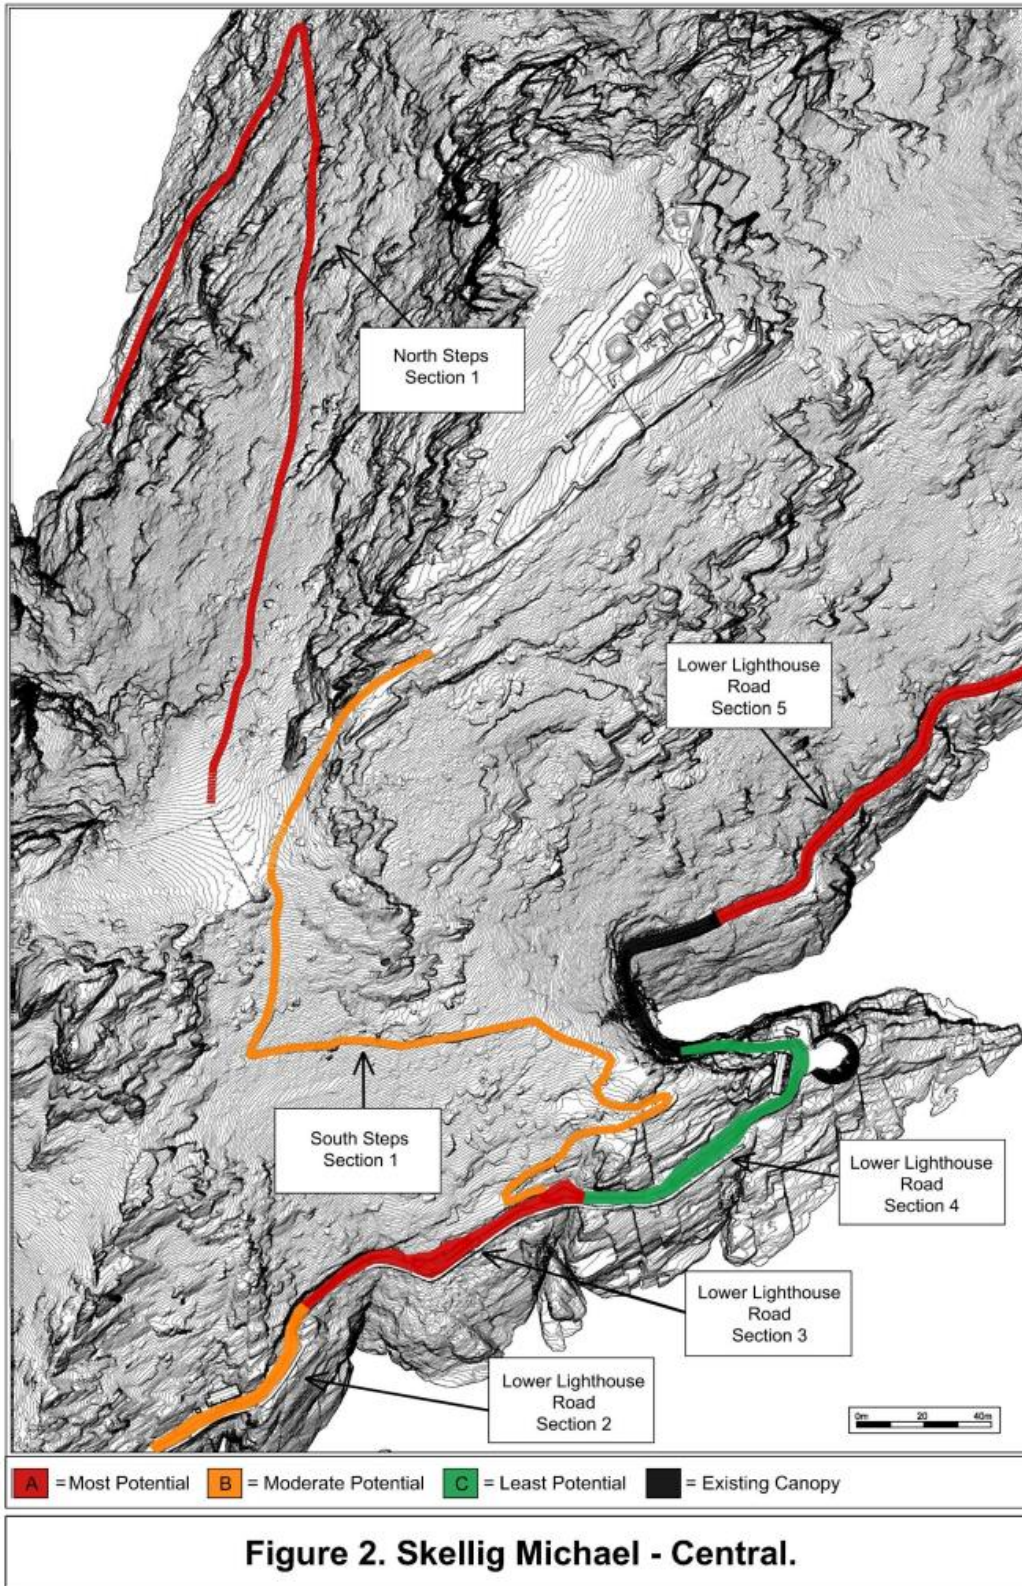 North Steps
Section 1
Lower Lighthouse
Road
Section 5
South Steps
Section 1
Lower Lighthouse
Road
Section 4
Lower Lighthouse
Road
Section 3
Lower Lighthouse
Road
Section 2
0m 20 40m
A = Most Potential B = Moderate Potential C = Least Potential = Existing Canopy
Figure 2. Skellig Michael - Central.